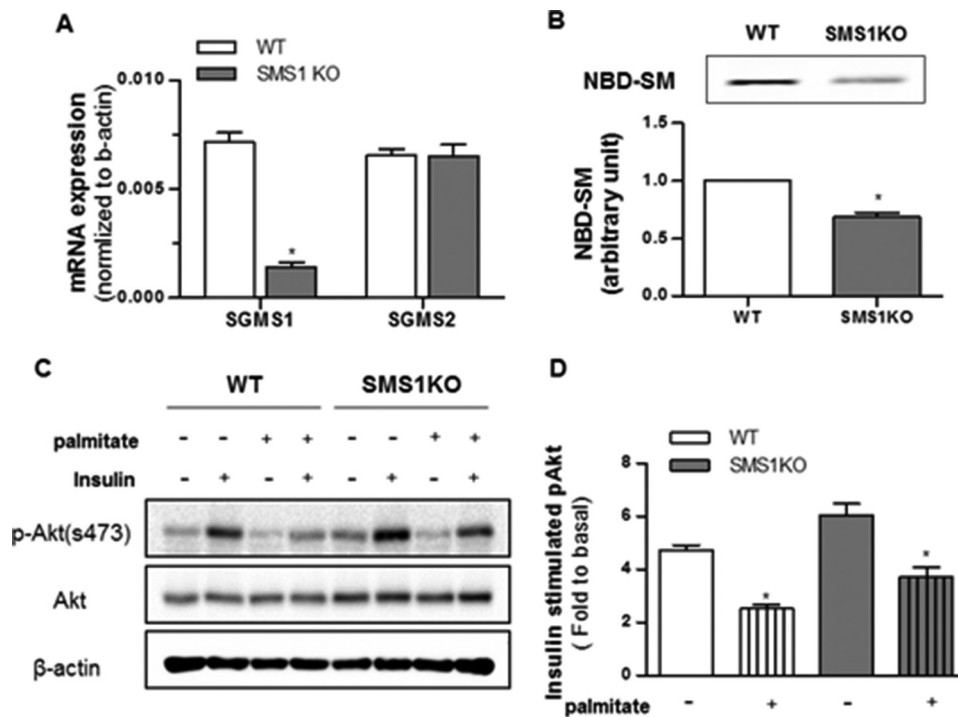 A
WT
SMS1 KO
mRNA expression
(normlized to b-actin)
0.010
0.005
0.000
*
SGMS1 SGMS2
B
WT SMS1KO
NBD-SM
NBD-SM
(arbitrary unit)
1.5
1.0
0.5
0.0
*
WT SMS1KO
C
WT SMS1KO
palmitate - - + + - - + +
Insulin - + - + - + - +
p-Akt(s473)
Akt
β-actin
D
WT
SMS1KO
Insulin stimulated pAkt
( Fold to basal)
8
6
4
2
0
* *
palmitate - + - +